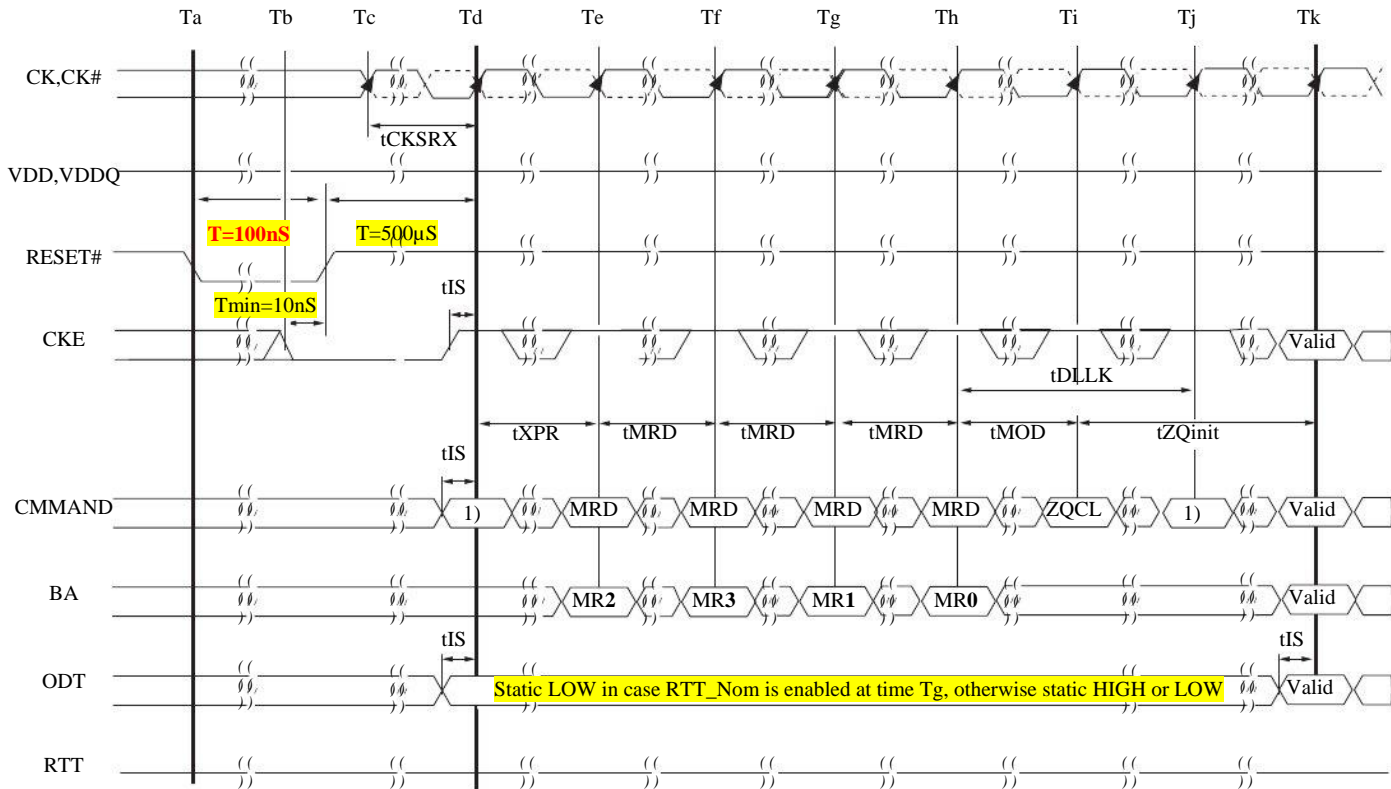 Ta Tb Tc Td Te Tf Tg Th Ti Tj Tk
CK,CK#
tCKSRX
VDD,VDDQ
T=100nS T=500µS
RESET#
Tmin=10nS tIS
CKE Valid
tDLLK
tXPR tMRD tMRD tMRD tMOD tZQinit
tIS
CMMAND 1) MRD MRD MRD MRD ZQCL 1) Valid
BA MR2 MR3 MR1 MR0 Valid
tIS tIS
ODT Static LOW in case RTT_Nom is enabled at time Tg, otherwise static HIGH or LOW Valid
RTT